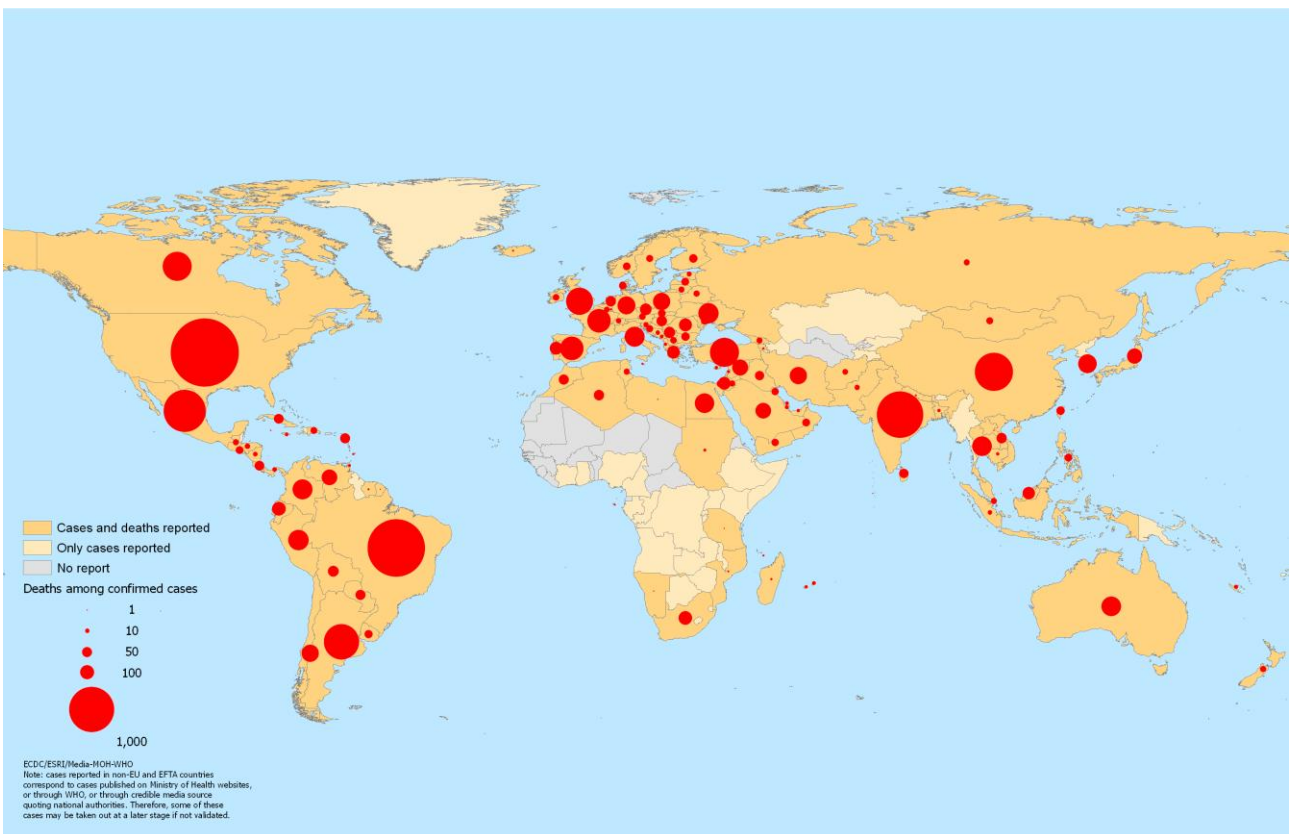 Cases and deaths reported
Only cases reported
No report
Deaths among confirmed cases
1
10
50
100
1,000
ECDC/ESRI/Media-MOH-WHO
Note: cases reported in non-EU and EFTA countries
correspond to cases published on Ministry of Health websites,
or through WHO, or through credible media source
quoting national authorities. Therefore, some of these
cases may be taken out at a later stage if not validated.